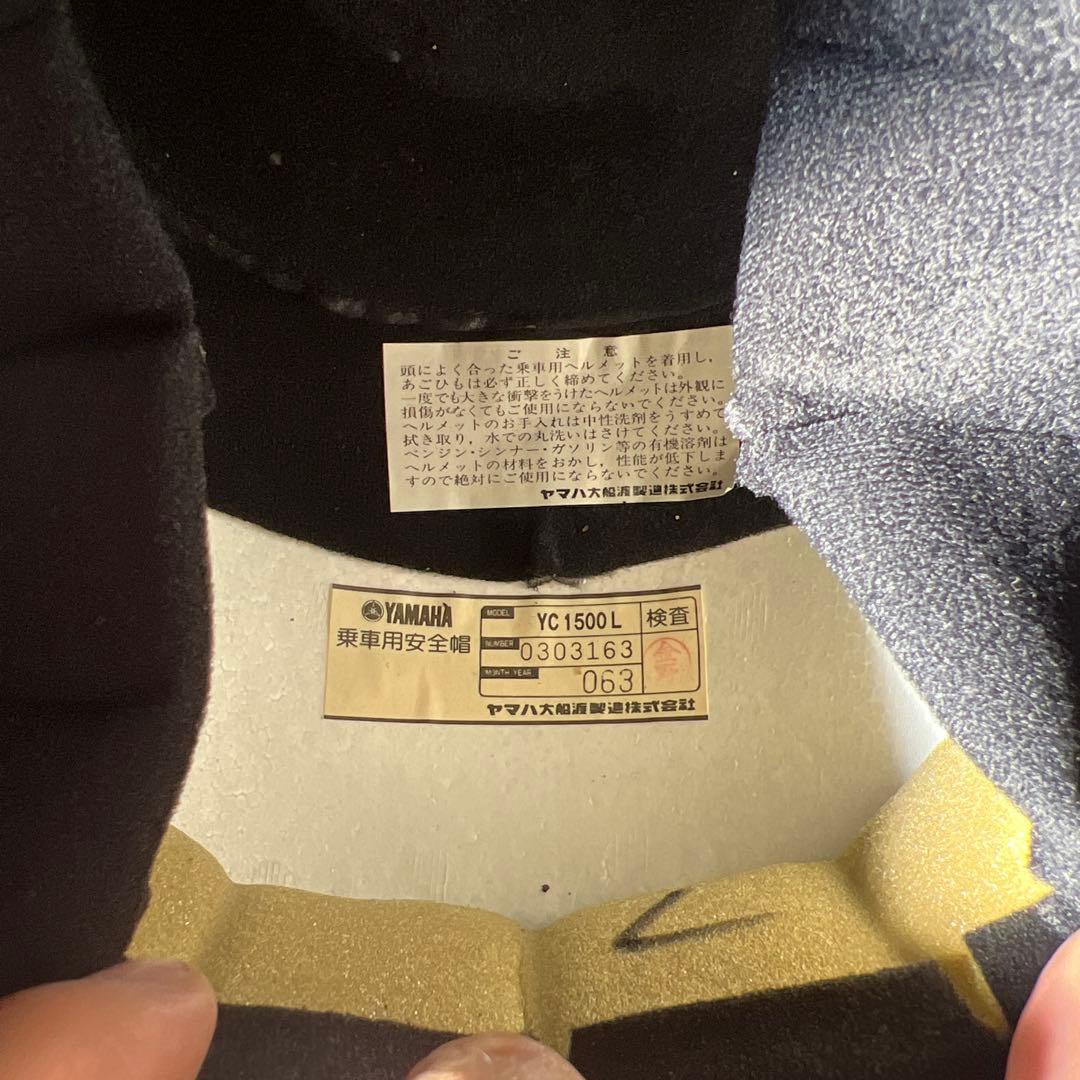 ご注意
頭によく合った乗車用ヘルメットを着用し，
あごひもは必ず正しく締めてください。
一度でも大きな衝撃をうけたヘルメットは外観に
損傷がなくてもご使用にならないでください。
ヘルメットのお手入れは中性洗剤をうすめて
拭き取り，水での丸洗いはさけてください。
ベンジン・シンナー・ガソリン等の有機溶剤は
ヘルメットの材料をおかし，性能が低下しま
すので絶対にご使用にならないでください。
ヤマハ大船渡製造株式会社
YAMAHA
乗車用安全帽
MODEL YC1500L 検査
NUMBER 0303163
MONTH YEAR 063
ヤマハ大船渡製造株式会社